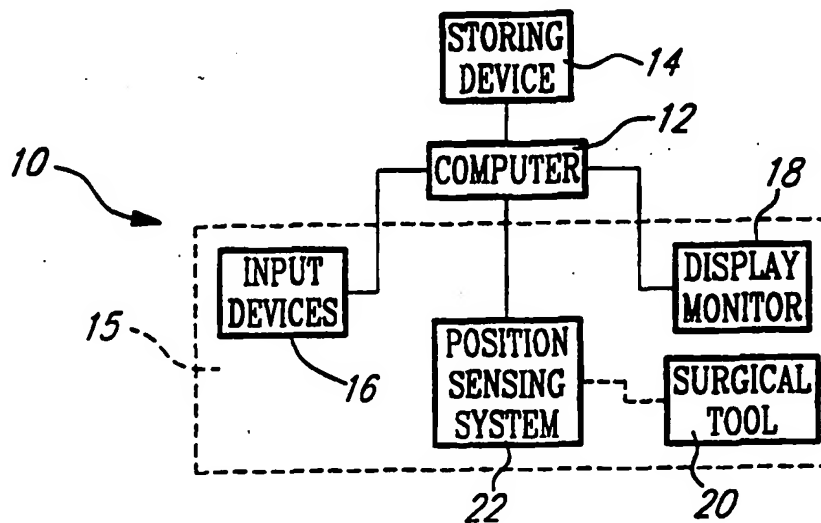 STORING
DEVICE
14
12
COMPUTER
10
18
INPUT
DEVICES
DISPLAY
MONITOR
15
16
POSITION
SENSING
SYSTEM
SURGICAL
TOOL
22
20